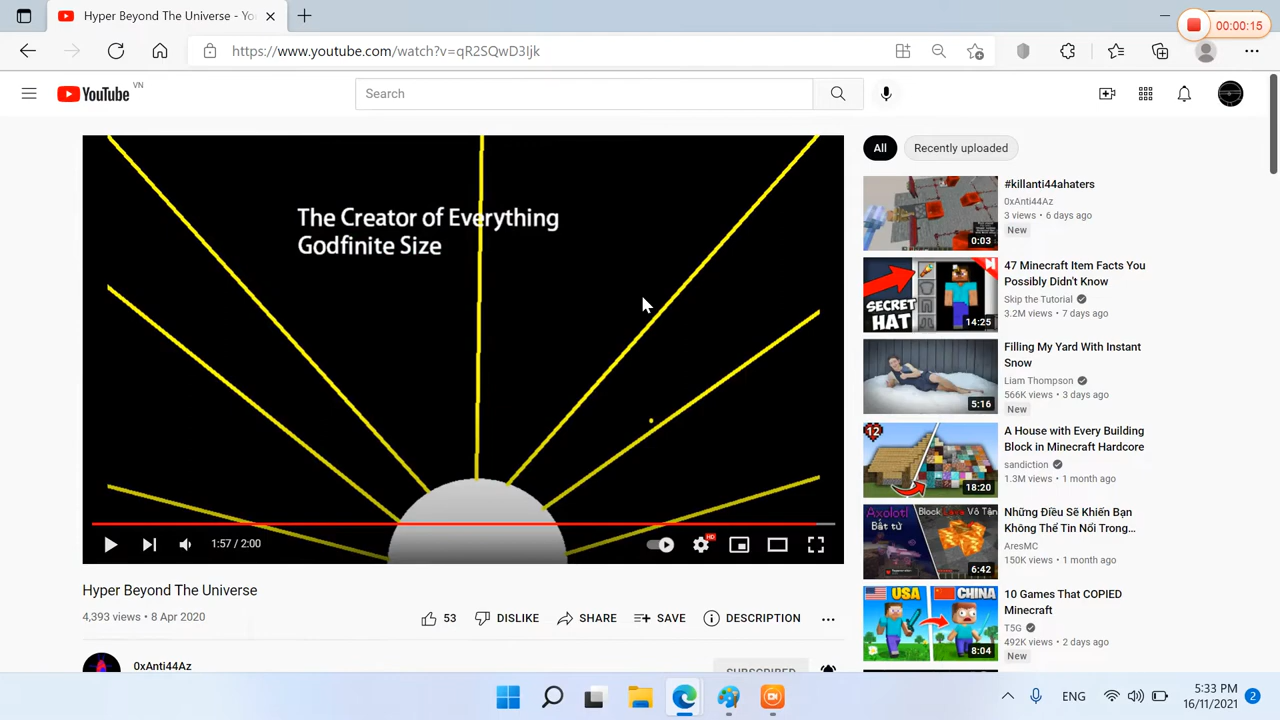 Hyper Beyond The Universe - Yo
00:00:15
https://www.youtube.com/watch?v=qR2SQwD3Ijk
YouTube VN
Search
The Creator of Everything
Godfinite Size
1:57 / 2:00
HD
Hyper Beyond The Universe
4,393 views • 8 Apr 2020
53
DISLIKE
SHARE
SAVE
DESCRIPTION
0xAnti44Az
SUBSCRIBED
All
Recently uploaded
#killanti44ahaters
0xAnti44Az
3 views • 6 days ago
New
0:03
47 Minecraft Item Facts You
Possibly Didn't Know
Skip the Tutorial
3.2M views • 7 days ago
SECRET
HAT
14:25
Filling My Yard With Instant
Snow
Liam Thompson
566K views • 3 days ago
New
5:16
A House with Every Building
Block in Minecraft Hardcore
sandiction
1.3M views • 1 month ago
12
18:20
Những Điều Sẽ Khiến Bạn
Không Thể Tin Nổi Trong...
AresMC
150K views • 1 month ago
Axolotl
Bất tử
Block
Vô Tận
6:42
10 Games That COPIED
Minecraft
T5G
492K views • 2 days ago
New
USA
CHINA
8:04
ENG
5:33 PM
16/11/2021
2